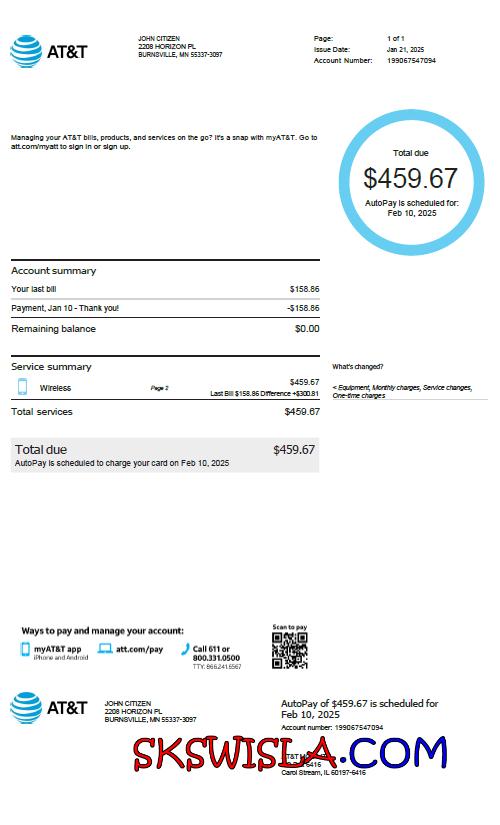 AT&T
JOHN CITIZEN
2208 HORIZON PL
BURNSVILLE, MN 55337-3097
Page: 1 of 1
Issue Date: Jan 21, 2025
Account Number: 199067547094
Managing your AT&T bills, products, and services on the go? It's a snap with myAT&T. Go to
att.com/myatt to sign in or sign up.
Total due
$459.67
AutoPay is scheduled for:
Feb 10, 2025
Account summary
Your last bill $158.86
Payment, Jan 10 - Thank you! -$158.86
Remaining balance $0.00
Service summary
Wireless Page 2 $459.67
Last Bill $158.86 Difference +$300.81
Total services $459.67
What's changed?
< Equipment, Monthly charges, Service changes,
One-time charges
Total due $459.67
AutoPay is scheduled to charge your card on Feb 10, 2025
Ways to pay and manage your account:
myAT&T app
iPhone and Android
att.com/pay
Call 611 or
800.331.0500
TTY: 866.241.6567
Scan to pay
AT&T
JOHN CITIZEN
2208 HORIZON PL
BURNSVILLE, MN 55337-3097
AutoPay of $459.67 is scheduled for
Feb 10, 2025
Account number: 199067547094
SKSWISLA.COM
6416
Carol Stream, IL 60197-6416